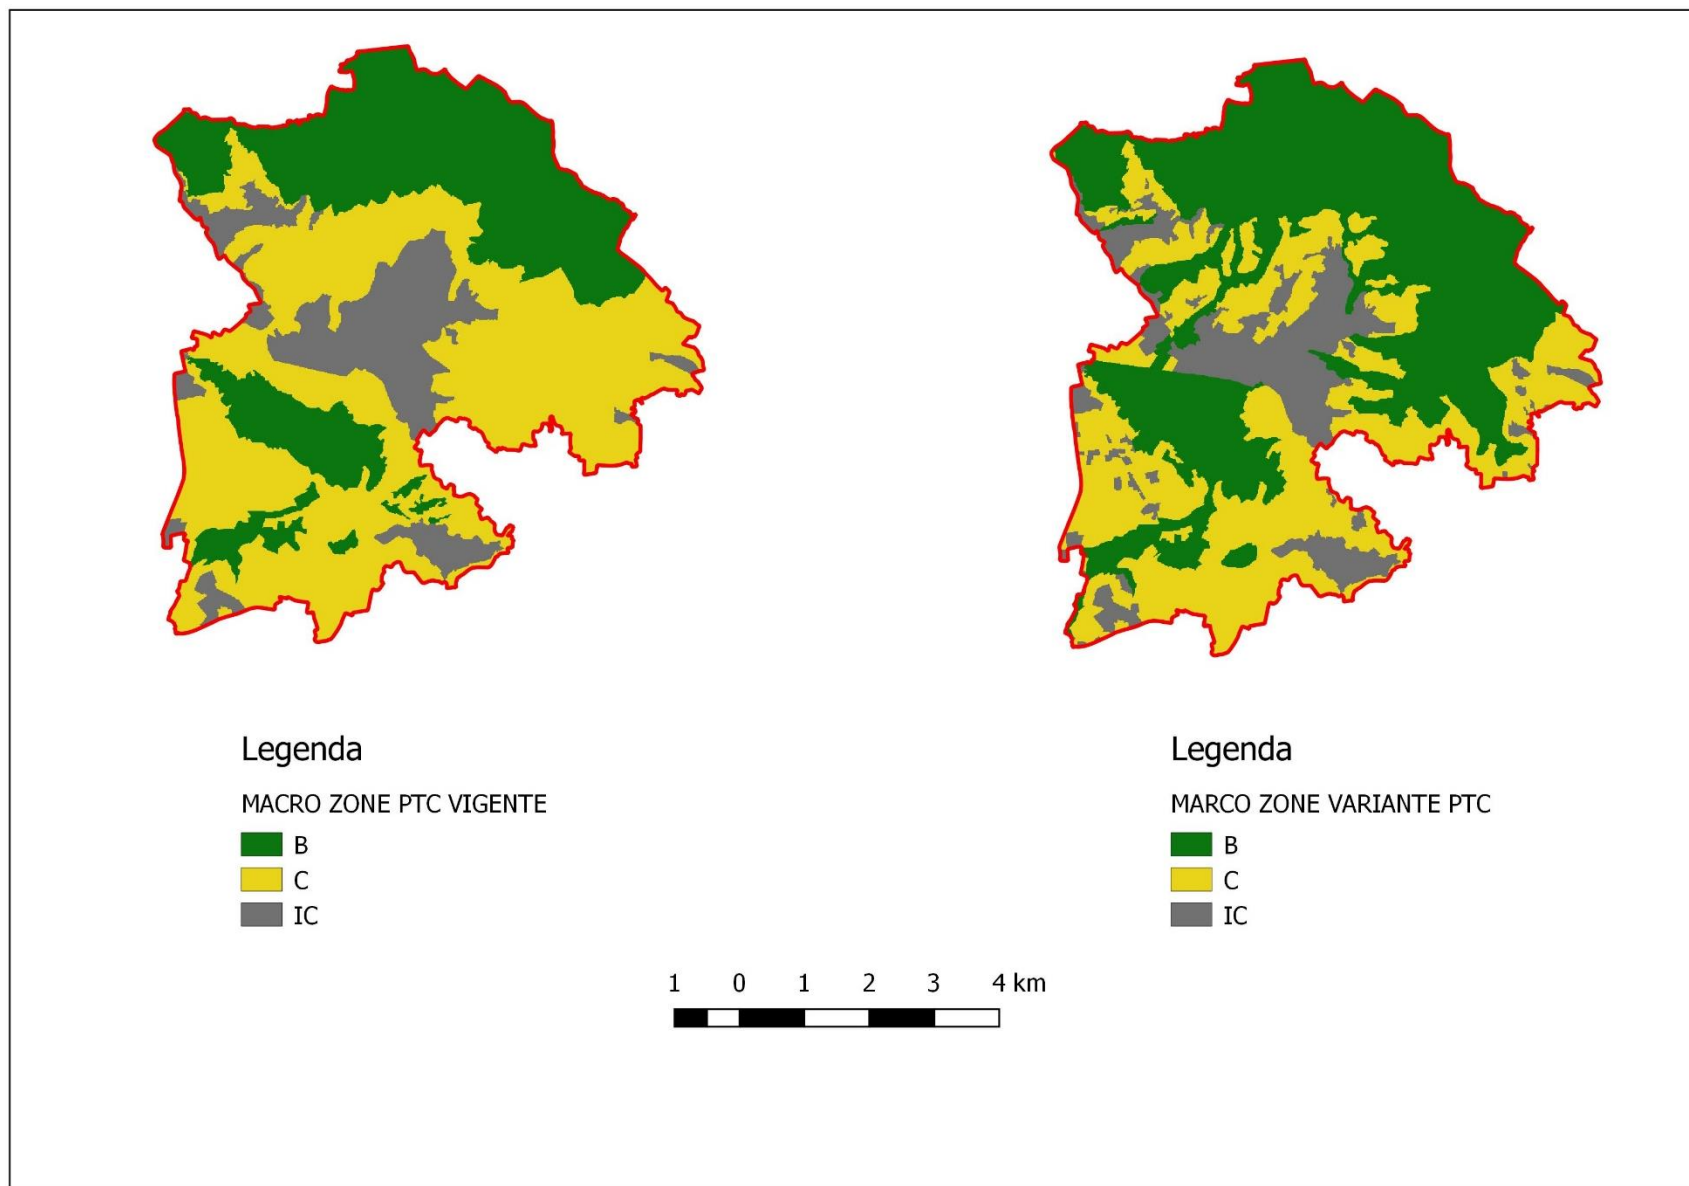 Legenda
MACRO ZONE PTC VIGENTE
B
C
IC
Legenda
MARCO ZONE VARIANTE PTC
B
C
IC
1 0 1 2 3 4 km